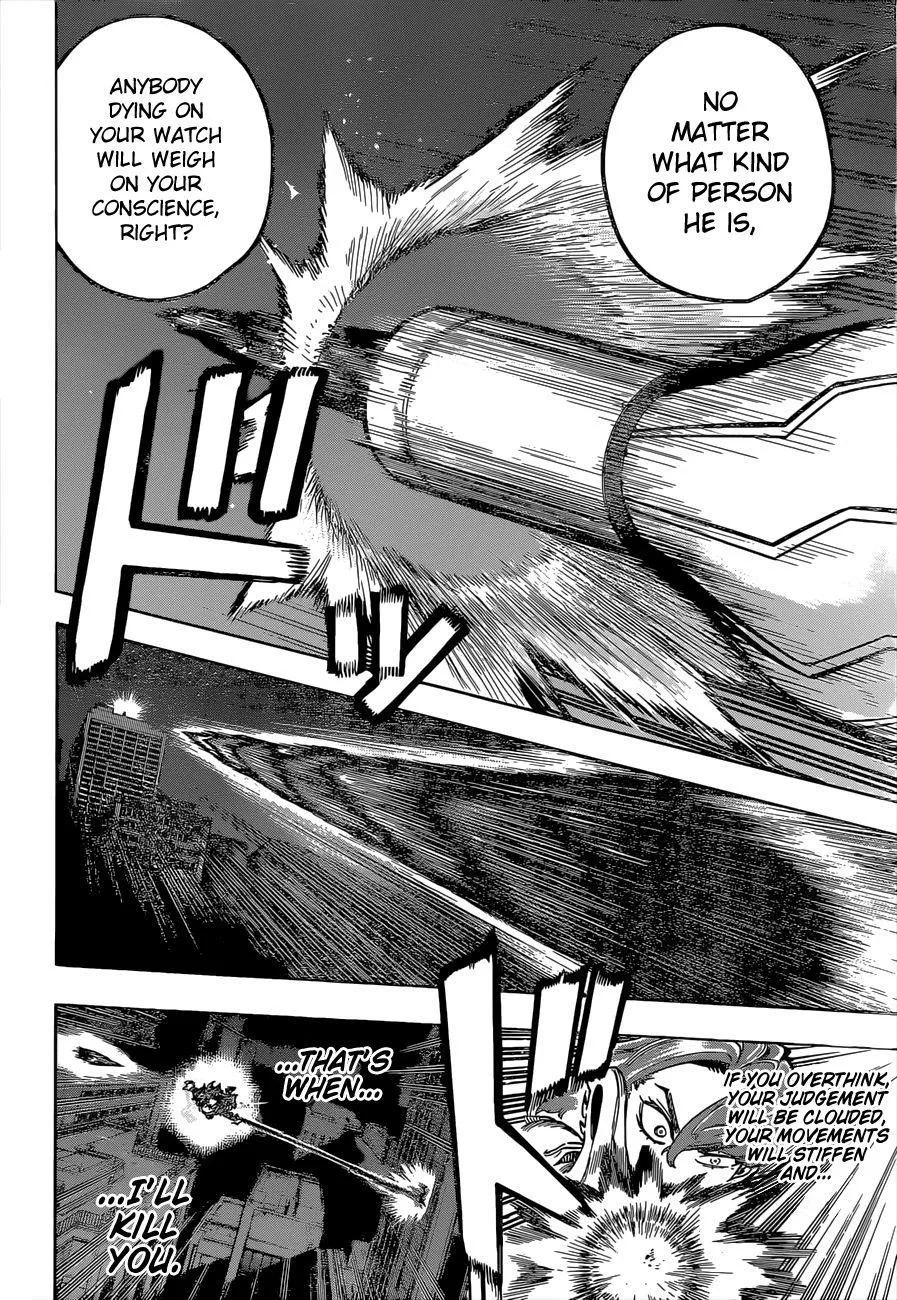 NO
MATTER
WHAT KIND
OF PERSON
HE IS,
ANYBODY
DYING ON
YOUR WATCH
WILL WEIGH
ON YOUR
CONSCIENCE,
RIGHT?
ドドッ
ド
IF YOU OVERTHINK,
YOUR JUDGEMENT
WILL BE CLOUDED,
YOUR MOVEMENTS
WILL STIFFEN
AND...
...THAT'S
WHEN...
...I'LL
KILL
YOU.